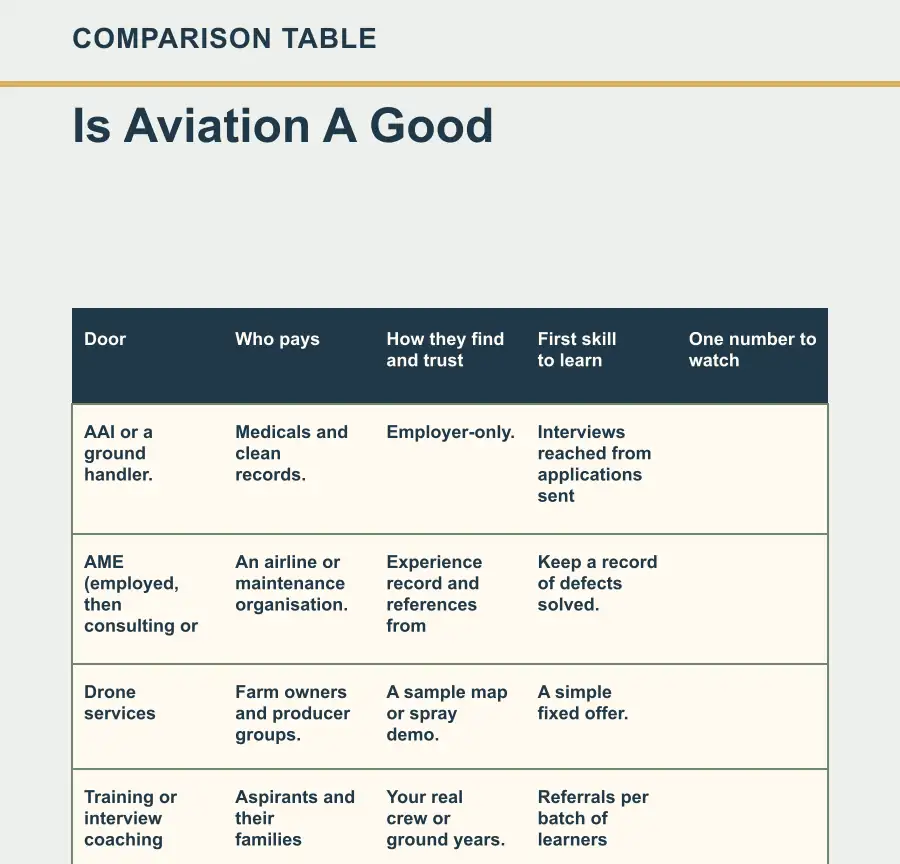 COMPARISON TABLE
Is Aviation A Good
Door
Who pays
How they find
and trust
First skill
to learn
One number to
watch
AAI or a
ground
handler.
Medicals and
clean
records.
Employer-only.
Interviews
reached from
applications
sent
AME
(employed,
then
consulting or
An airline or
maintenance
organisation.
Experience
record and
references
from
Keep a record
of defects
solved.
Drone
services
Farm owners
and producer
groups.
A sample map
or spray
demo.
A simple
fixed offer.
Training or
interview
coaching
Aspirants and
their
families
Your real
crew or
ground years.
Referrals per
batch of
learners